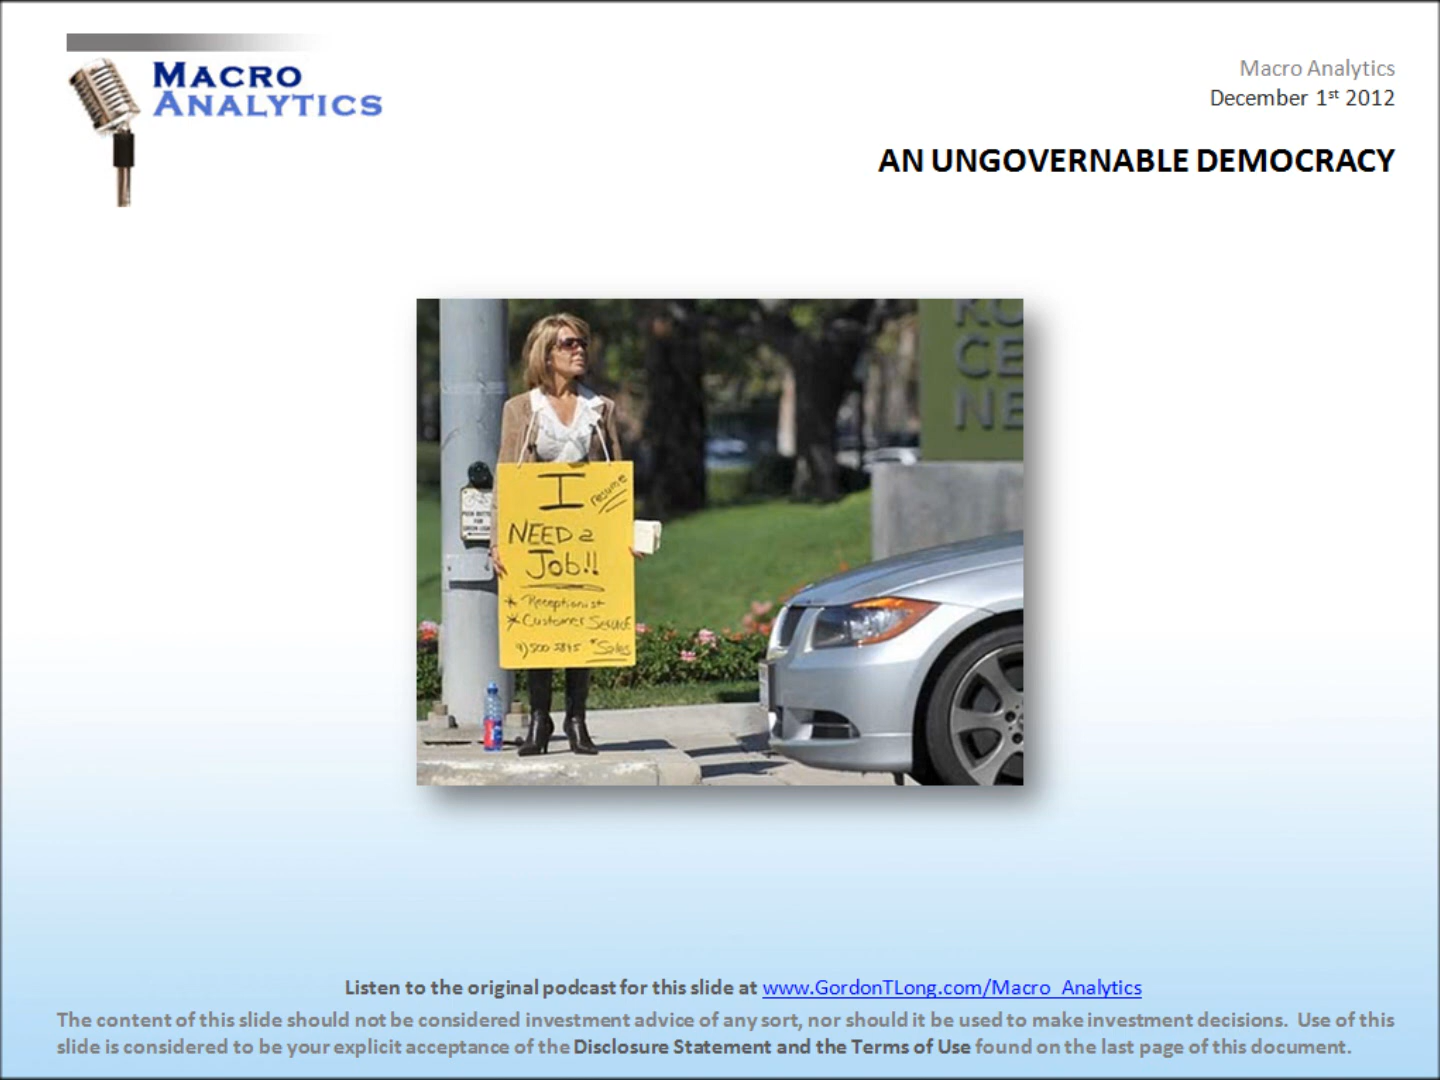 MACRO
ANALYTICS
Macro Analytics
December 1st 2012
AN UNGOVERNABLE DEMOCRACY
CE
NE
I
resume
NEED a
Job!!
* Receptionist
* Customer Service
*Sales
Listen to the original podcast for this slide at www.GordonTLong.com/Macro_Analytics
The content of this slide should not be considered investment advice of any sort, nor should it be used to make investment decisions. Use of this
slide is considered to be your explicit acceptance of the Disclosure Statement and the Terms of Use found on the last page of this document.